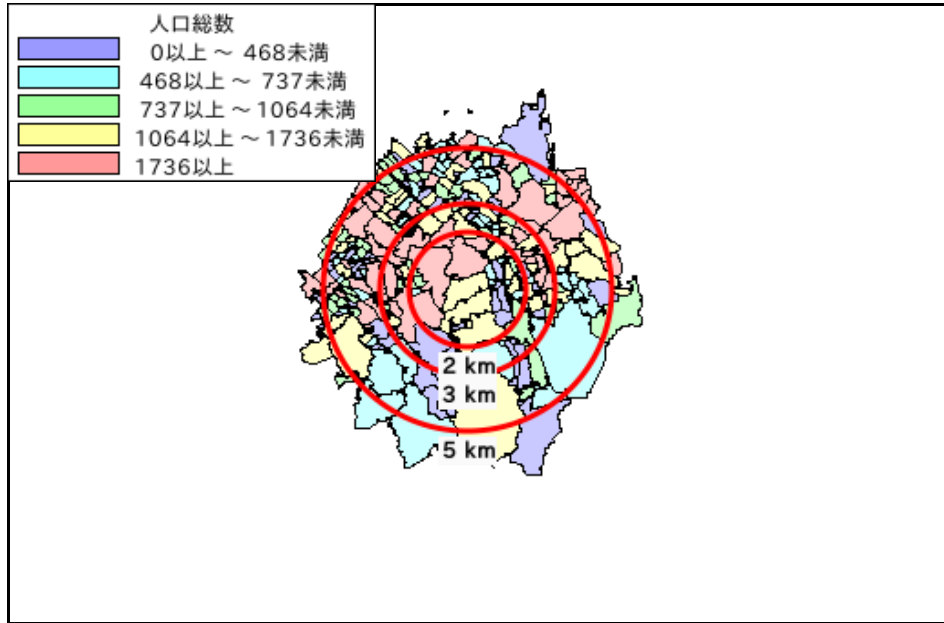 人口総数
0以上 ～ 468未満
468以上 ～ 737未満
737以上 ～ 1064未満
1064以上 ～ 1736未満
1736以上
2 km
3 km
5 km